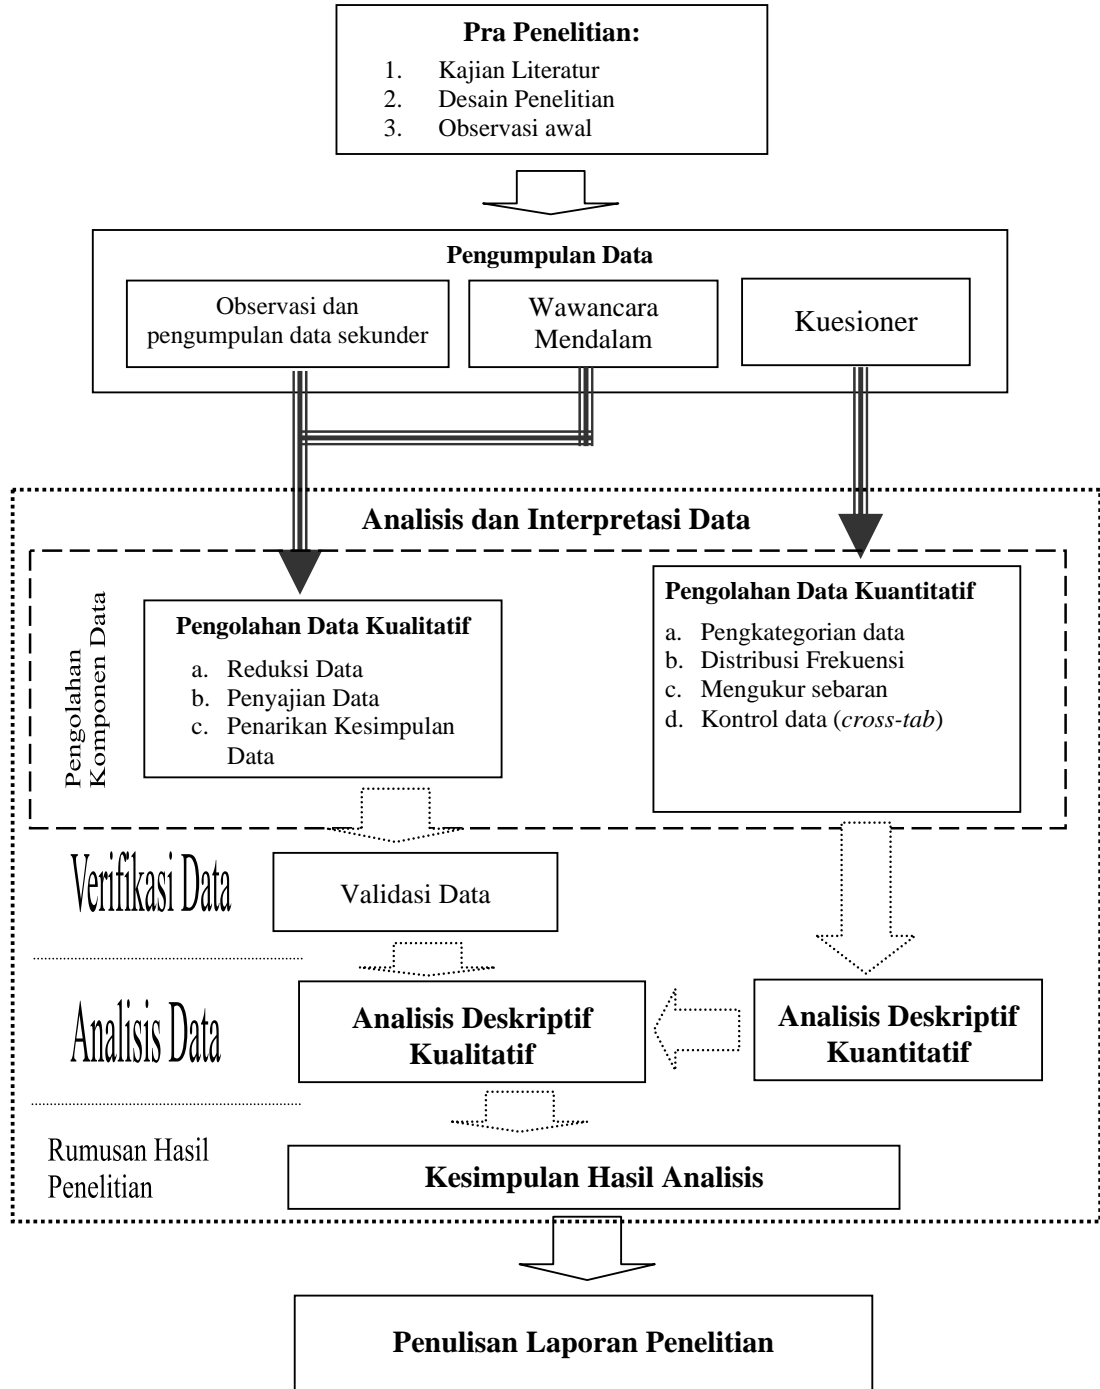 Pra Penelitian:
1. Kajian Literatur
2. Desain Penelitian
3. Observasi awal
Pengumpulan Data
Observasi dan
pengumpulan data sekunder
Wawancara
Mendalam
Kuesioner
Analisis dan Interpretasi Data
Pengolahan
Komponen Data
Pengolahan Data Kualitatif
a. Reduksi Data
b. Penyajian Data
c. Penarikan Kesimpulan
Data
Pengolahan Data Kuantitatif
a. Pengkategorian data
b. Distribusi Frekuensi
c. Mengukur sebaran
d. Kontrol data (cross-tab)
Verifikasi Data
Validasi Data
Analisis Data
Analisis Deskriptif
Kualitatif
Analisis Deskriptif
Kuantitatif
Rumusan Hasil
Penelitian
Kesimpulan Hasil Analisis
Penulisan Laporan Penelitian